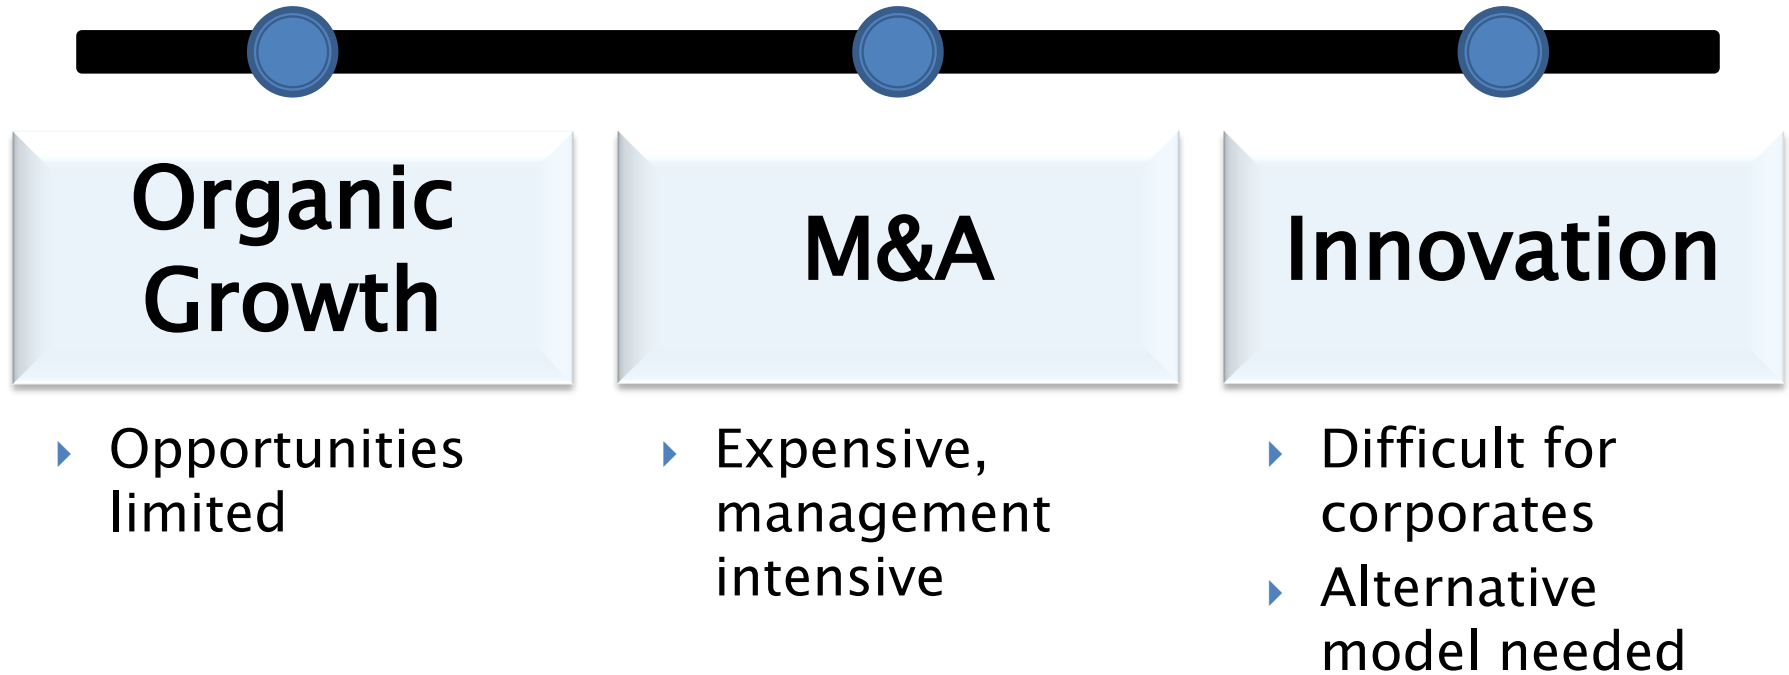 Organic
Growth
Opportunities
limited
M&A
Expensive,
management
intensive
Innovation
Difficult for
corporates
Alternative
model needed